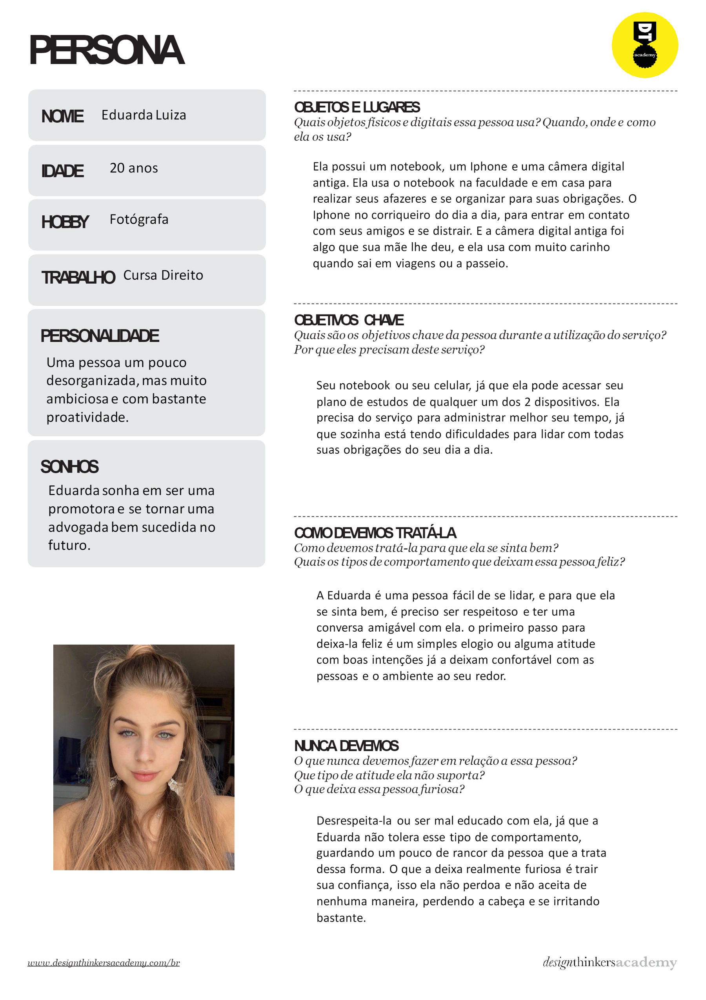 PERSONA
DT
academy
NOME Eduarda Luiza
IDADE 20 anos
HOBBY Fotógrafa
TRABALHO Cursa Direito
PERSONALIDADE
Uma pessoa um pouco
desorganizada, mas muito
ambiciosa e com bastante
proatividade.
SONHOS
Eduarda sonha em ser uma
promotora e se tornar uma
advogada bem sucedida no
futuro.
OBJETOS E LUGARES
Quais objetos físicos e digitais essa pessoa usa? Quando, onde e como
ela os usa?
Ela possui um notebook, um Iphone e uma câmera digital
antiga. Ela usa o notebook na faculdade e em casa para
realizar seus afazeres e se organizar para suas obrigações. O
Iphone no corriqueiro do dia a dia, para entrar em contato
com seus amigos e se distrair. E a câmera digital antiga foi
algo que sua mãe lhe deu, e ela usa com muito carinho
quando sai em viagens ou a passeio.
OBJETIVOS CHAVE
Quais são os objetivos chave da pessoa durante a utilização do serviço?
Por que eles precisam deste serviço?
Seu notebook ou seu celular, já que ela pode acessar seu
plano de estudos de qualquer um dos 2 dispositivos. Ela
precisa do serviço para administrar melhor seu tempo, já
que sozinha está tendo dificuldades para lidar com todas
suas obrigações do seu dia a dia.
COMO DEVEMOS TRATÁ-LA
Como devemos tratá-la para que ela se sinta bem?
Quais os tipos de comportamento que deixam essa pessoa feliz?
A Eduarda é uma pessoa fácil de se lidar, e para que ela
se sinta bem, é preciso ser respeitoso e ter uma
conversa amigável com ela. o primeiro passo para
deixa-la feliz é um simples elogio ou alguma atitude
com boas intenções já a deixam confortável com as
pessoas e o ambiente ao seu redor.
NUNCA DEVEMOS
O que nunca devemos fazer em relação a essa pessoa?
Que tipo de atitude ela não suporta?
O que deixa essa pessoa furiosa?
Desrespeita-la ou ser mal educado com ela, já que a
Eduarda não tolera esse tipo de comportamento,
guardando um pouco de rancor da pessoa que a trata
dessa forma. O que a deixa realmente furiosa é trair
sua confiança, isso ela não perdoa e não aceita de
nenhuma maneira, perdendo a cabeça e se irritando
bastante.
www.designthinkersacademy.com/br
designthinkersacademy